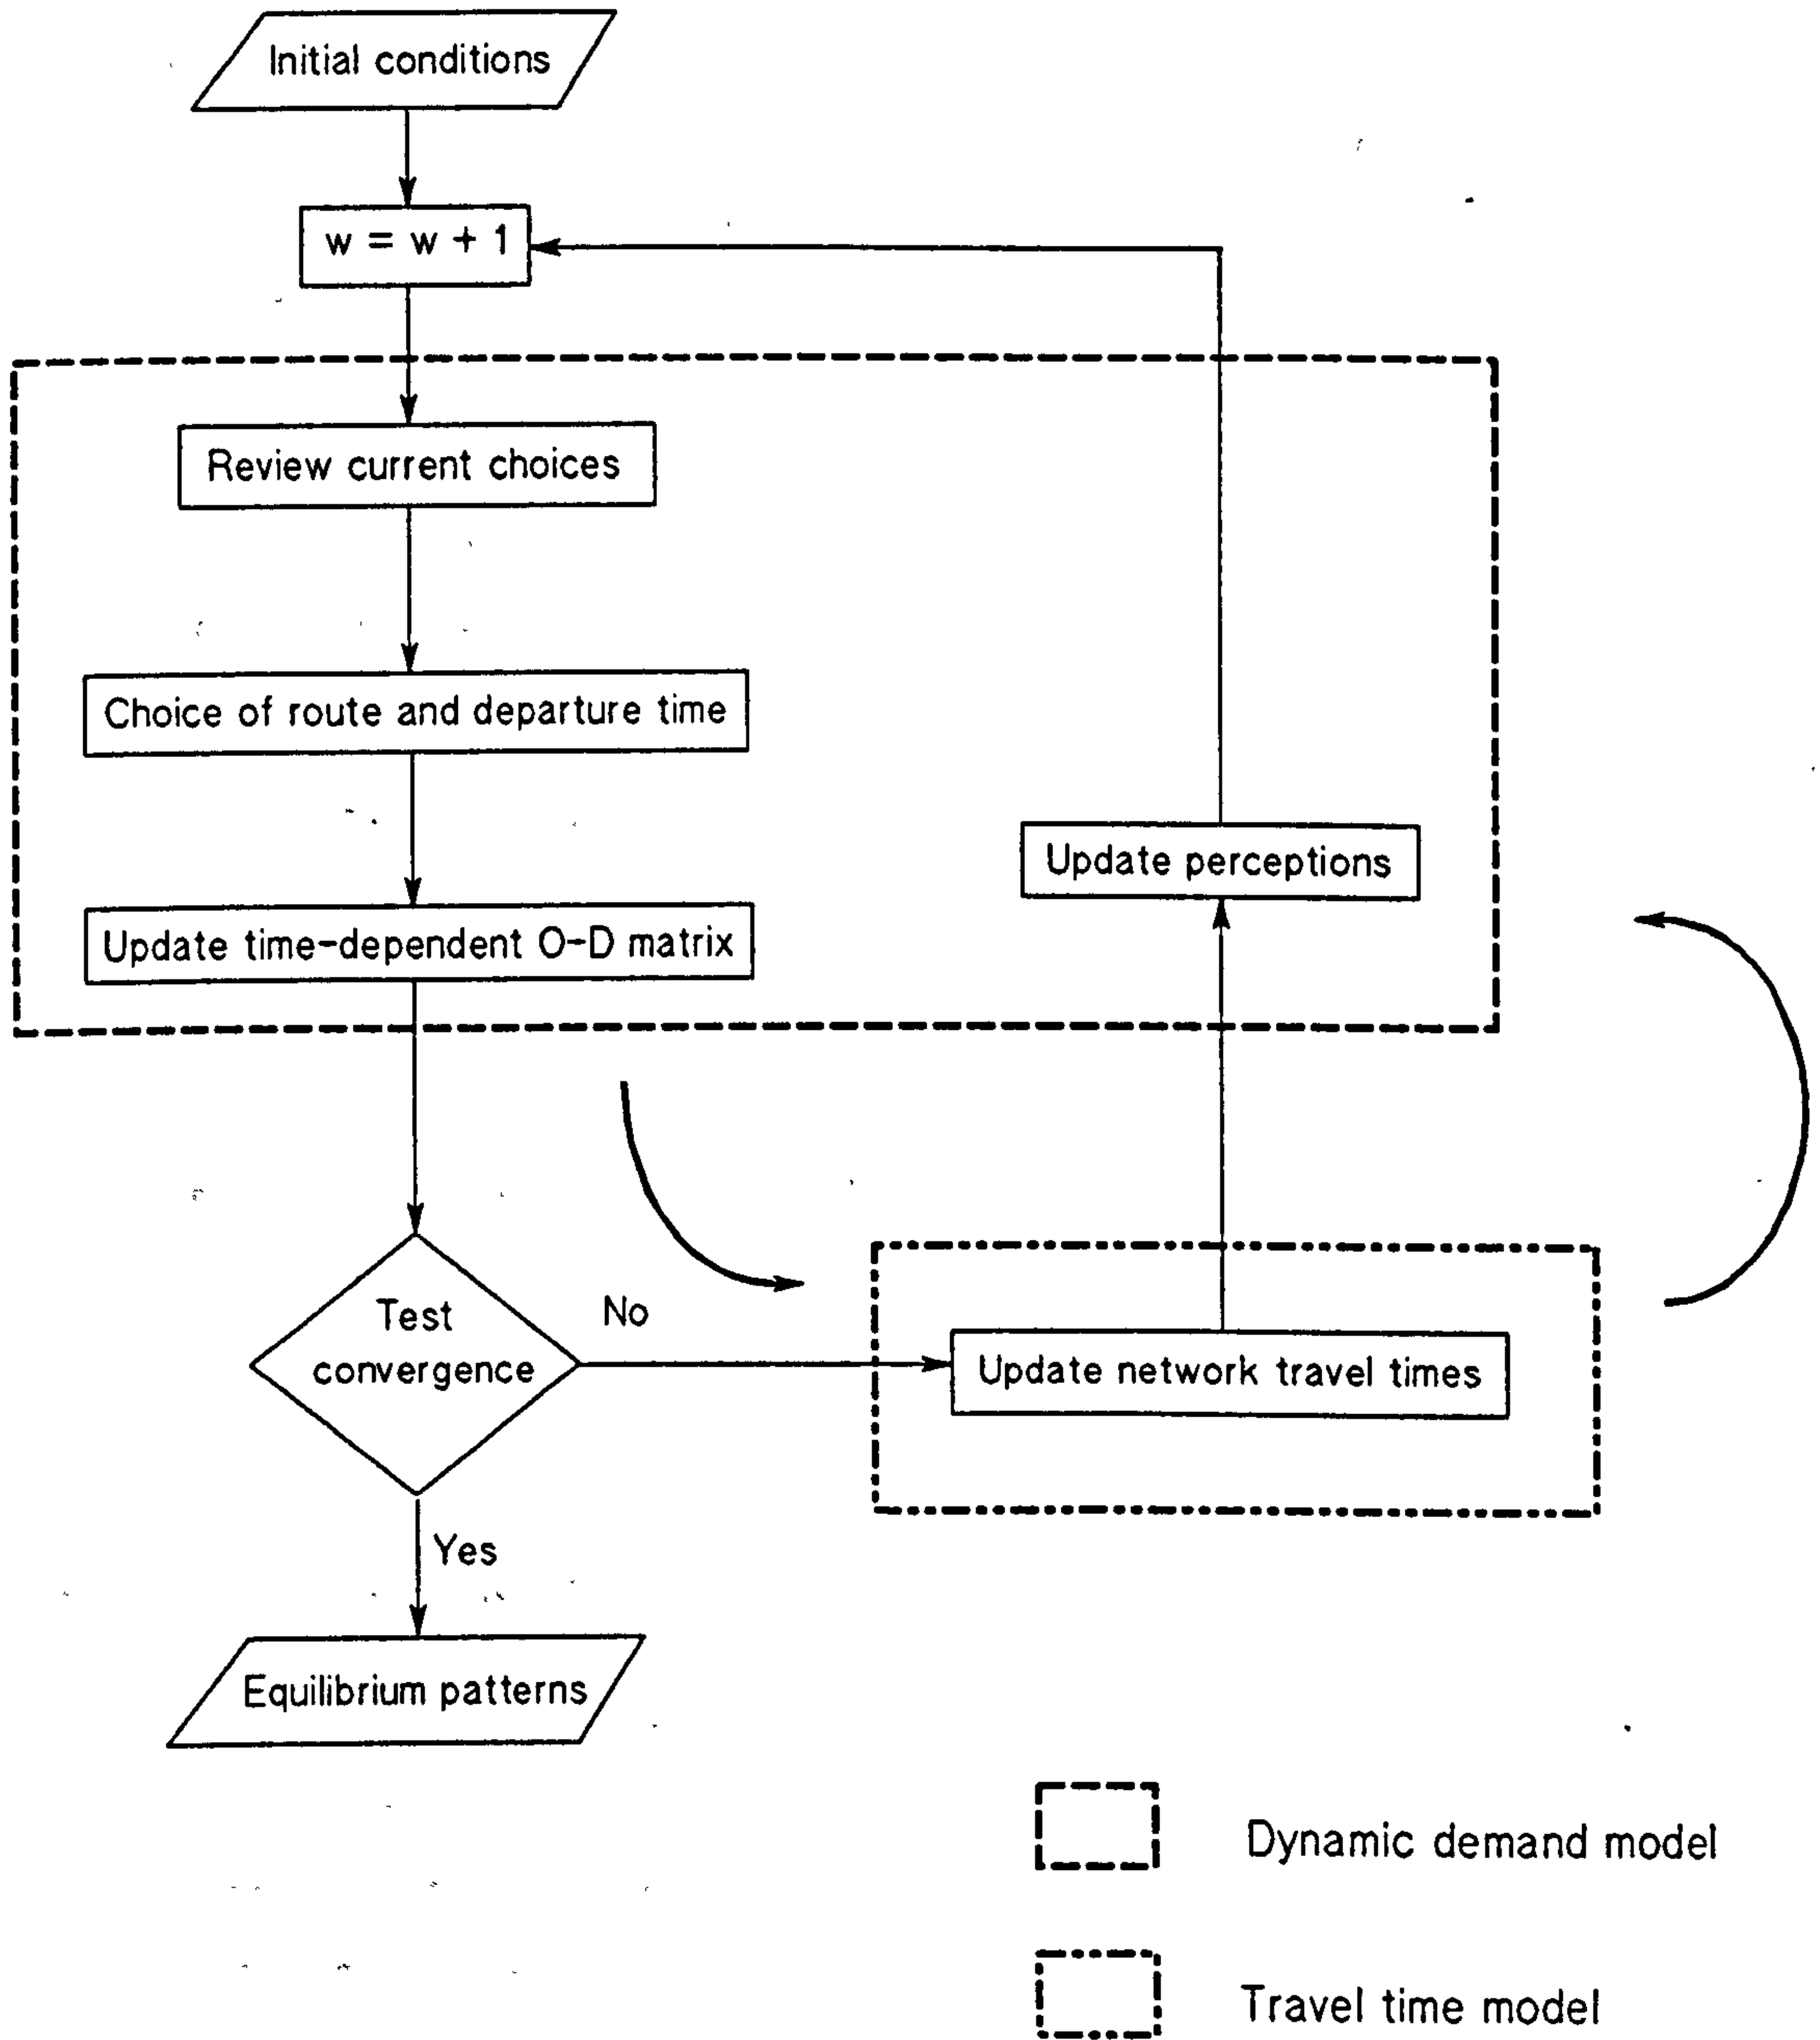 Initial conditions
w = w + 1
Review current choices
Choice of route and departure time
Update perceptions
Update time-dependent O-D matrix
Test
convergence
No
Update network travel times
Yes
Equilibrium patterns
Dynamic demand model
Travel time model